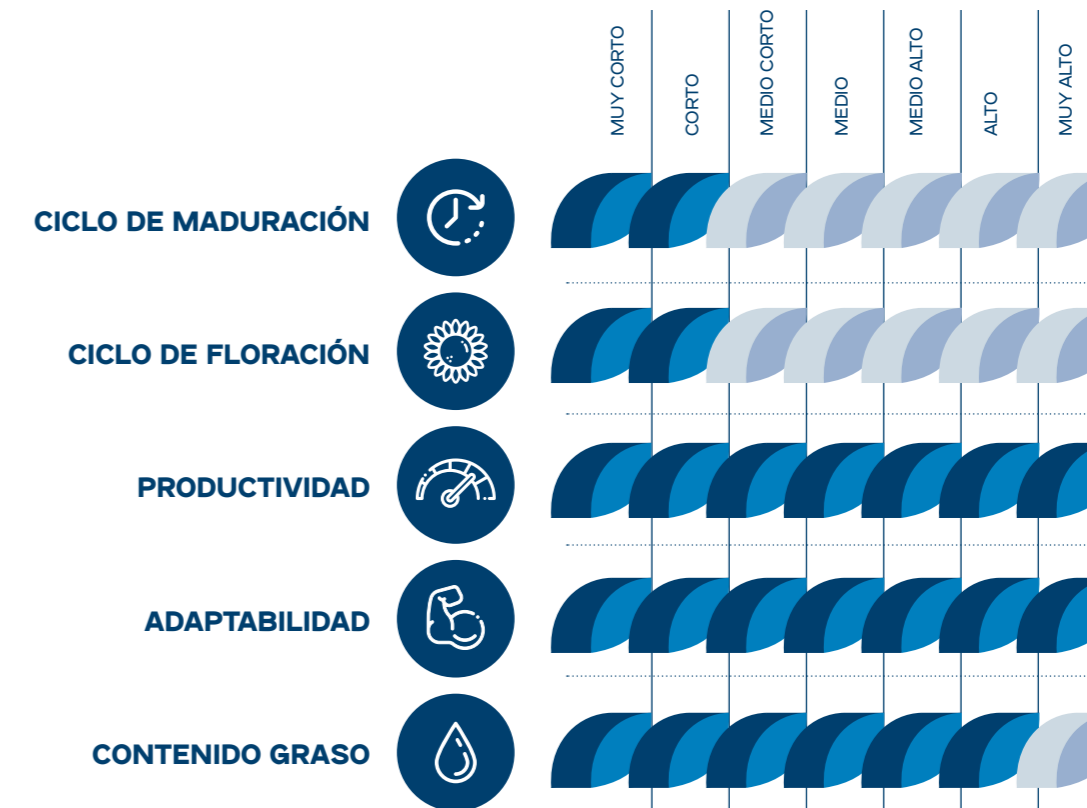 MUY CORTO
CORTO
MEDIO CORTO
MEDIO
MEDIO ALTO
ALTO
MUY ALTO
CICLO DE MADURACIÓN
CICLO DE FLORACIÓN
PRODUCTIVIDAD
ADAPTABILIDAD
CONTENIDO GRASO